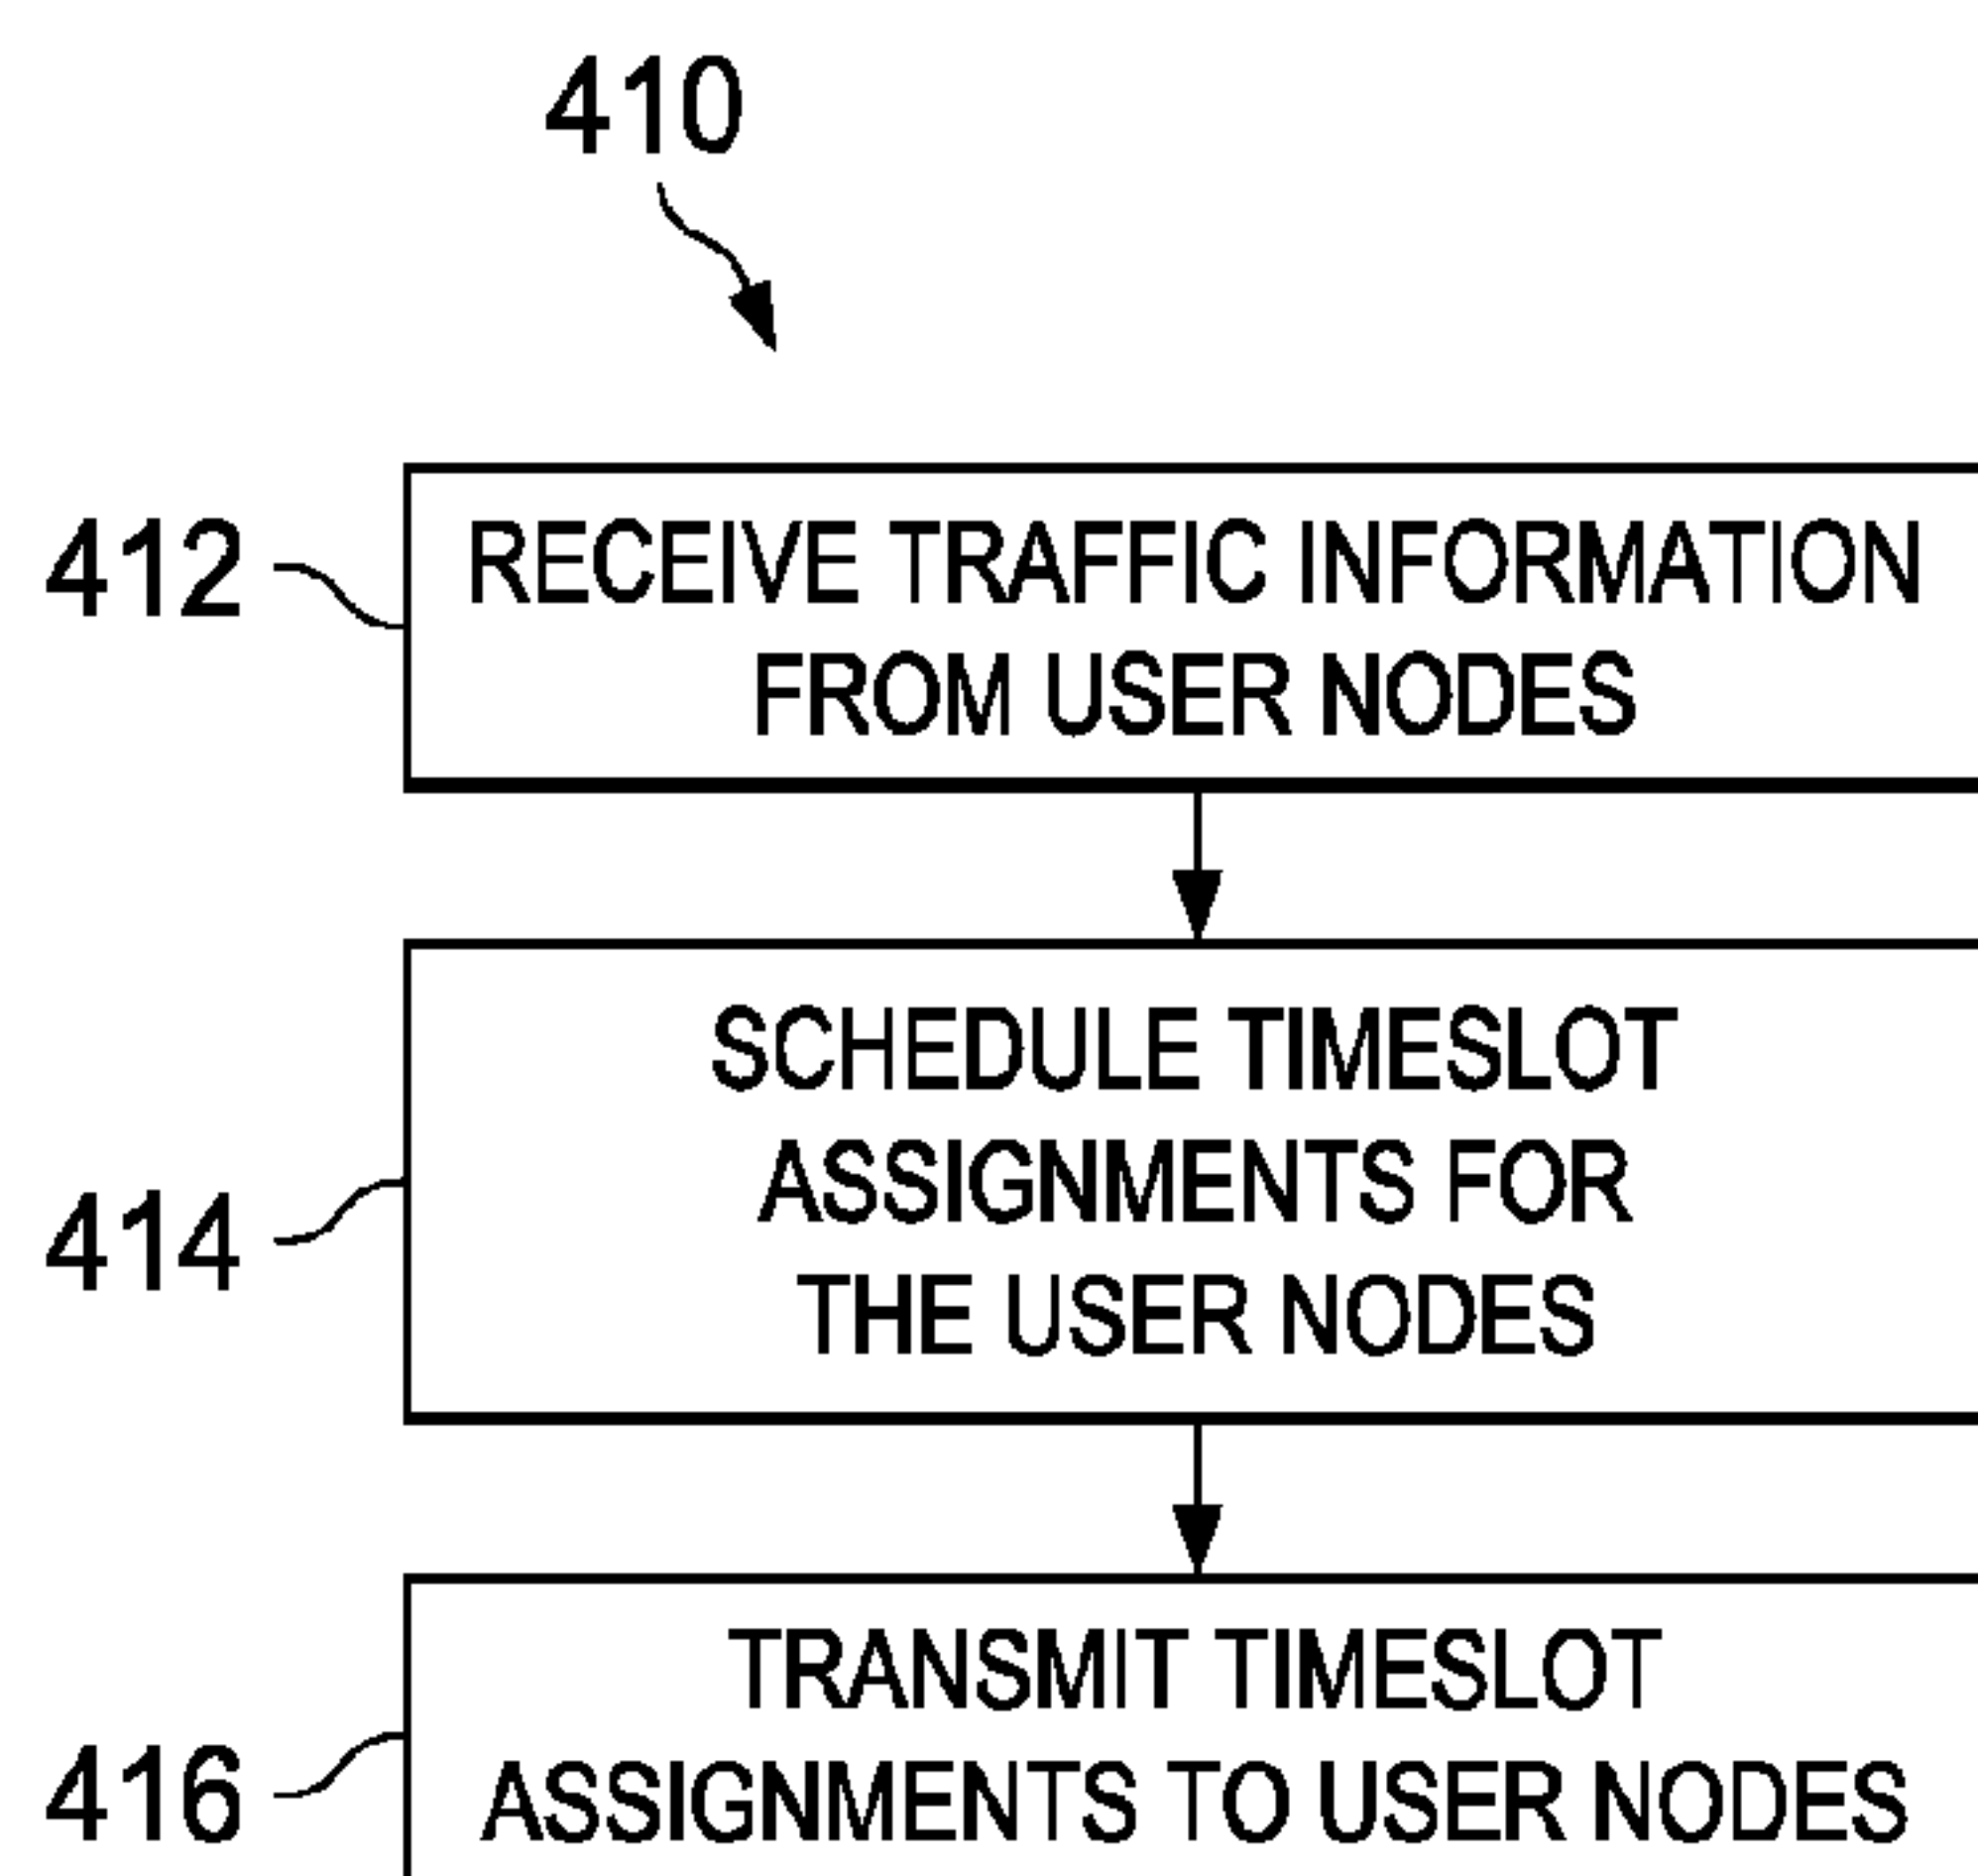 410
412
RECEIVE TRAFFIC INFORMATION
FROM USER NODES
414
SCHEDULE TIMESLOT
ASSIGNMENTS FOR
THE USER NODES
416
TRANSMIT TIMESLOT
ASSIGNMENTS TO USER NODES